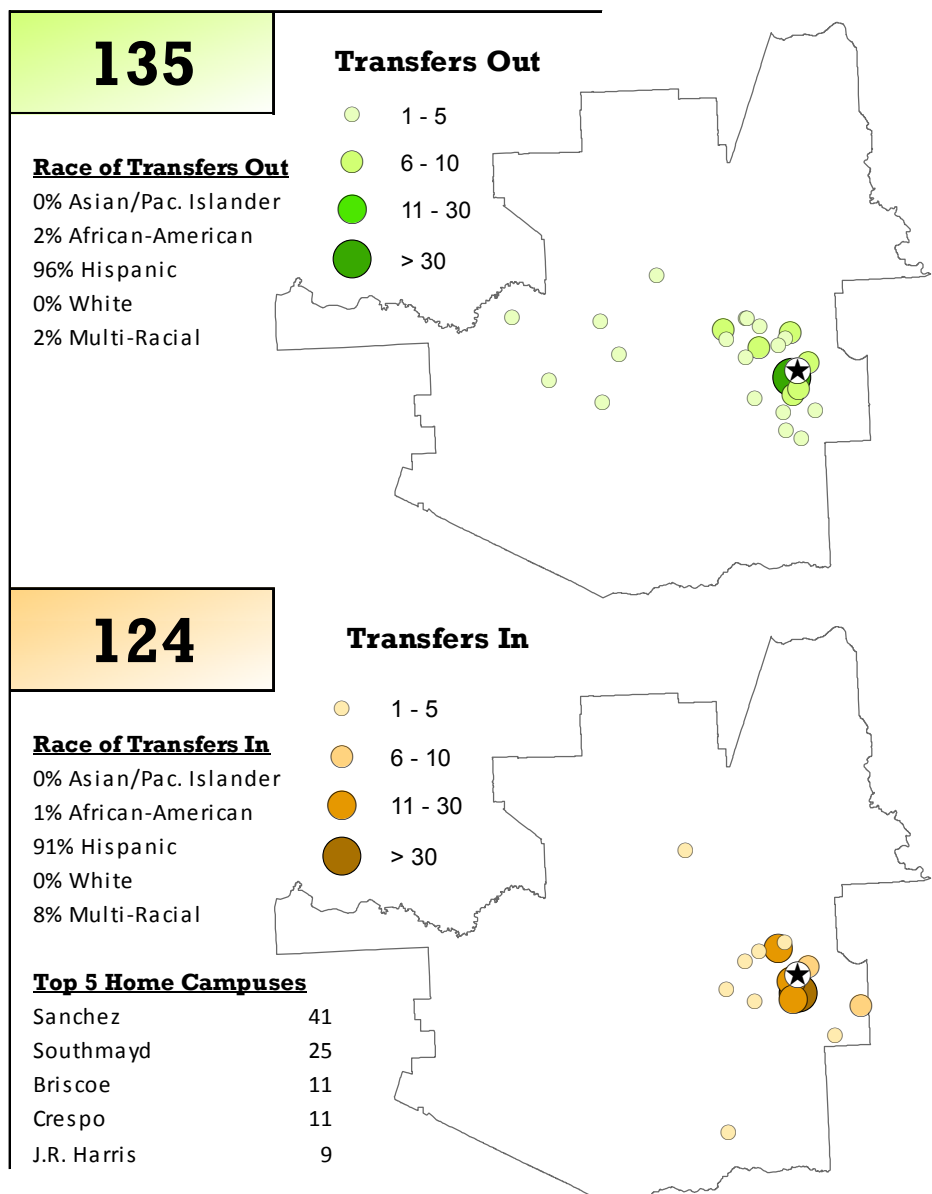 135
Transfers Out
1 - 5
6 - 10
11 - 30
> 30
Race of Transfers Out
0% Asian/Pac. Islander
2% African-American
96% Hispanic
0% White
2% Multi-Racial
124
Transfers In
1 - 5
6 - 10
11 - 30
> 30
Race of Transfers In
0% Asian/Pac. Islander
1% African-American
91% Hispanic
0% White
8% Multi-Racial
Top 5 Home Campuses
Sanchez 41
Southmayd 25
Briscoe 11
Crespo 11
J.R. Harris 9